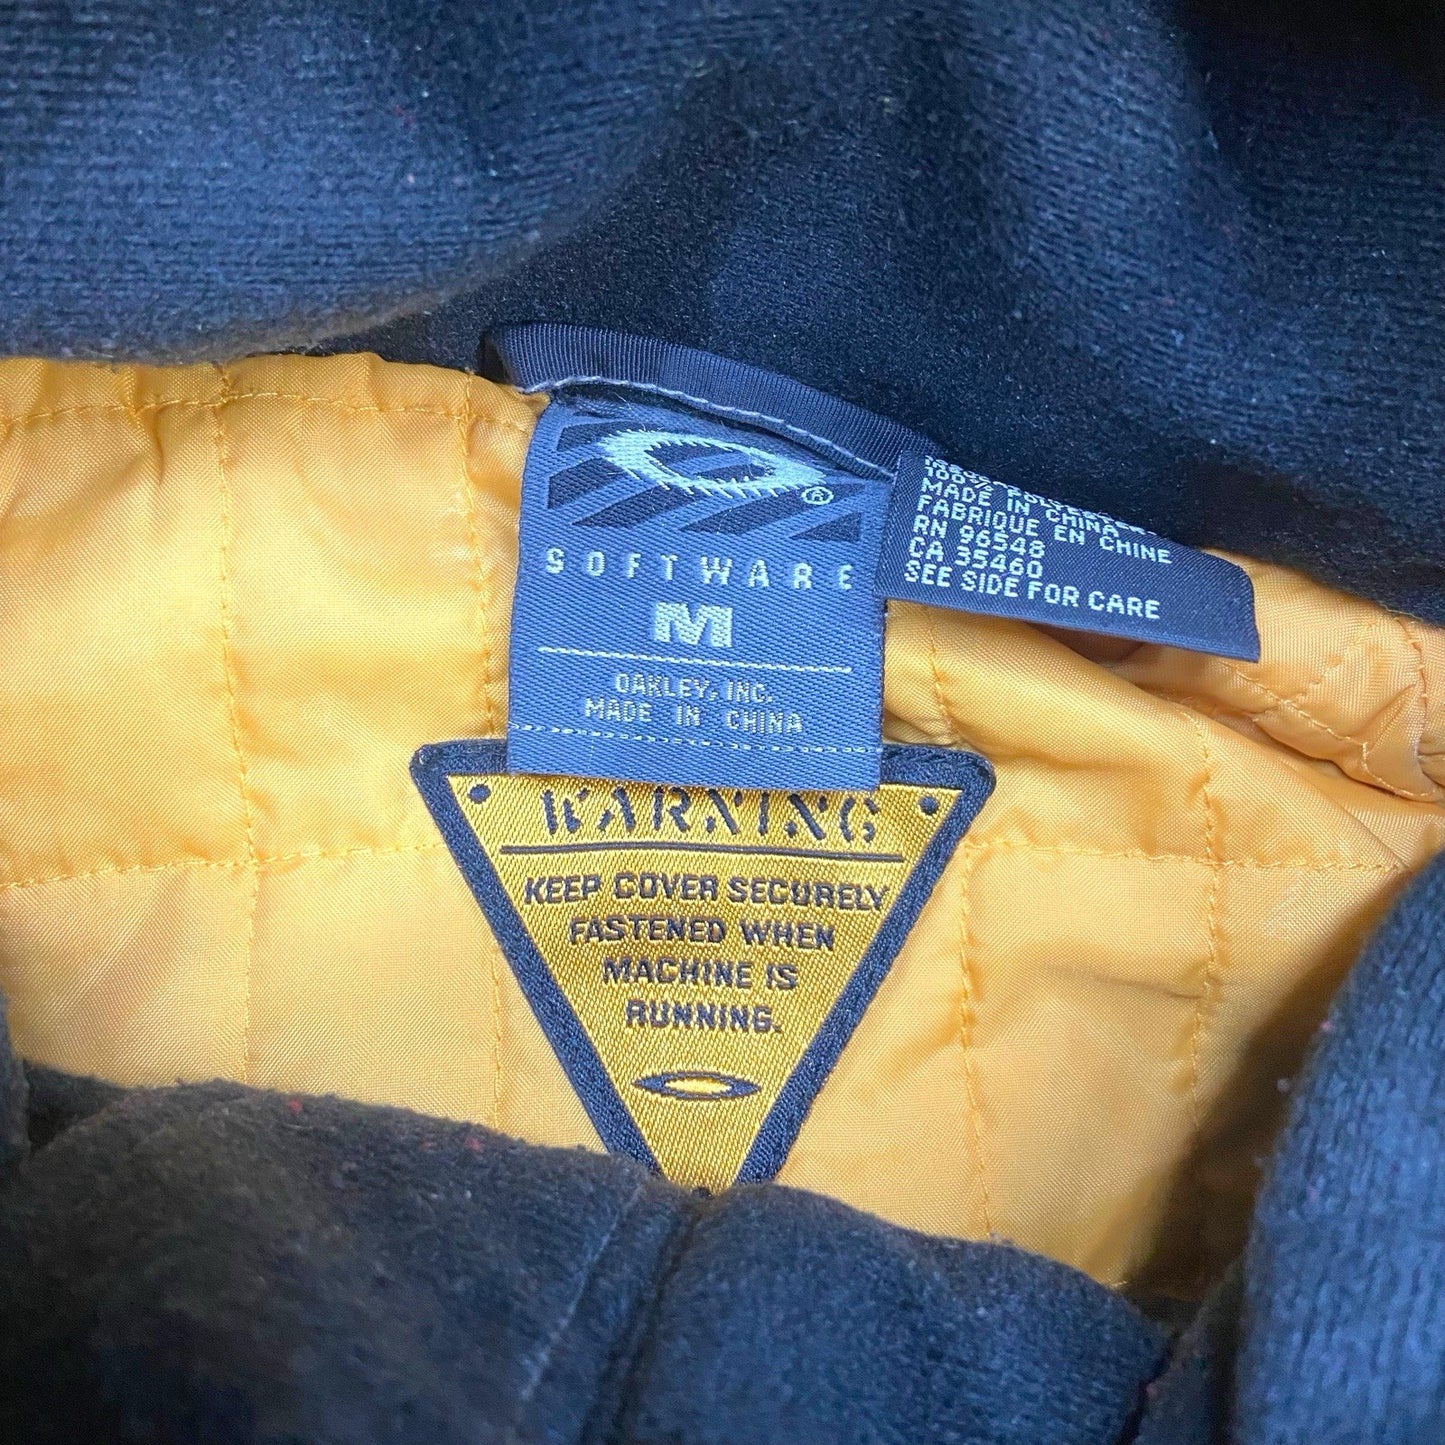 ®
SOFTWARE
M
OAKLEY, INC.
MADE IN CHINA
100% POLYESTER
MADE IN CHINA
FABRIQUE EN CHINE
RN 96548
CA 35460
SEE SIDE FOR CARE
WARNING
KEEP COVER SECURELY
FASTENED WHEN
MACHINE IS
RUNNING.